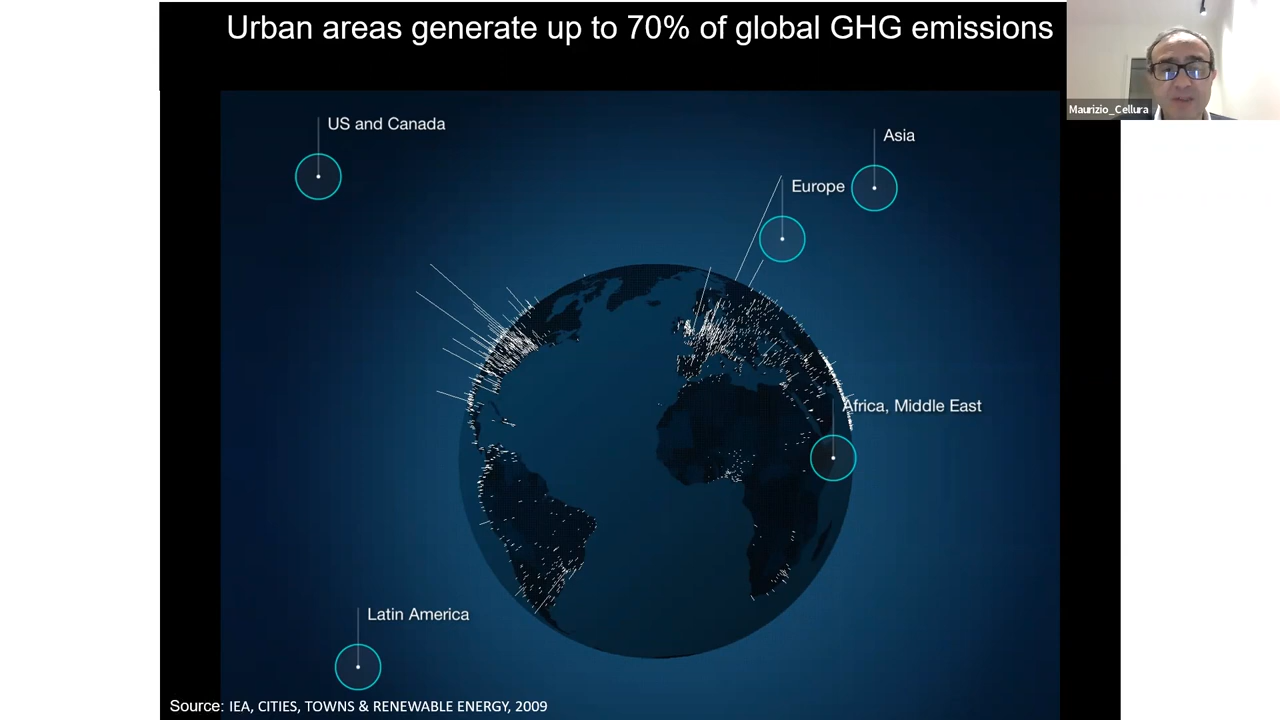 Urban areas generate up to 70% of global GHG emissions
Maurizio_Cellura
US and Canada
Asia
Europe
Africa, Middle East
Latin America
Source: IEA, CITIES, TOWNS & RENEWABLE ENERGY, 2009